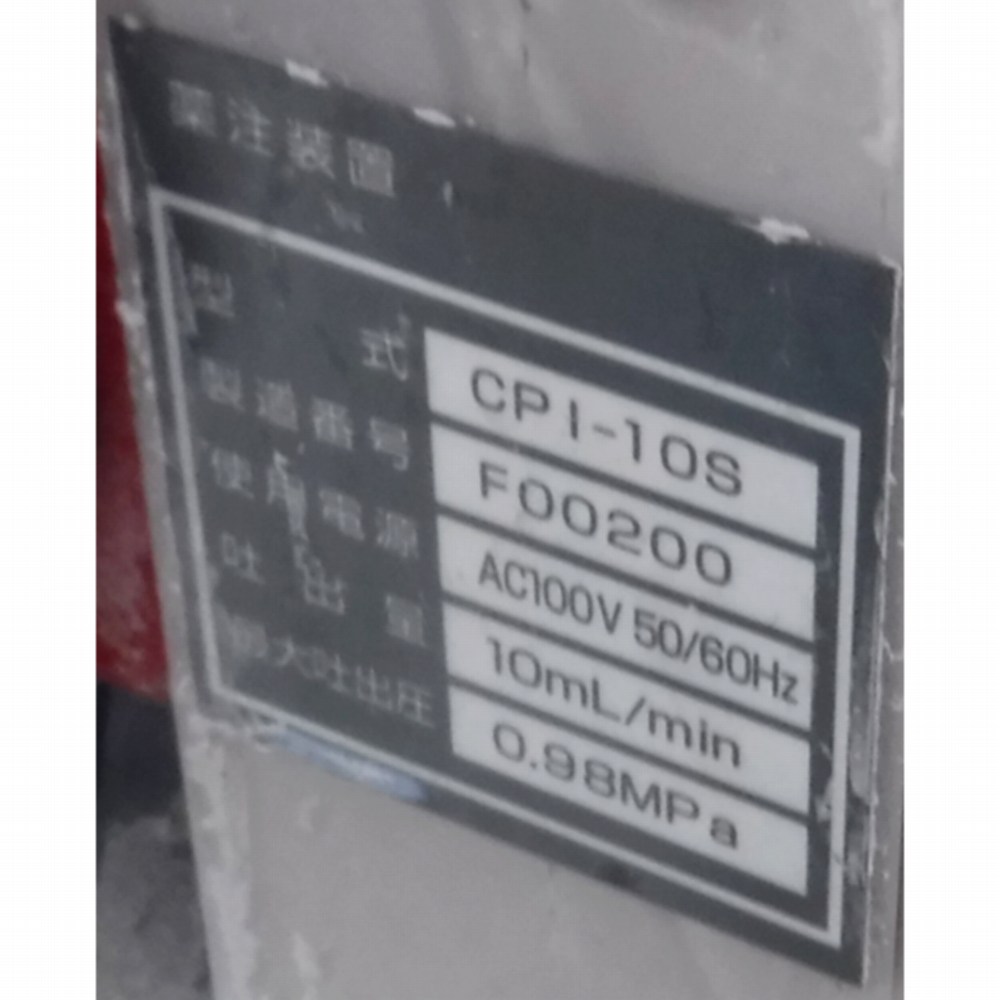 薬注装置
型式 CPI-10S
製造番号 F00200
使用電源 AC100V 50/60Hz
吐出量 10mL/min
最大吐出圧 0.98MPa